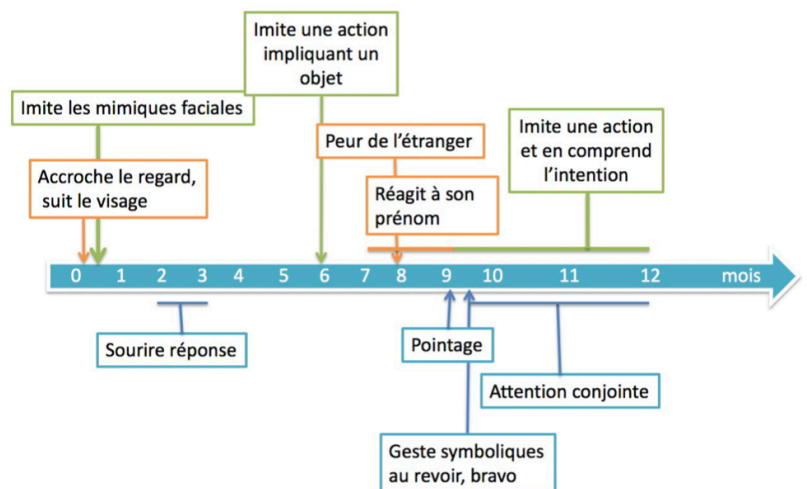 Imite une action
impliquant un
objet
Imite les mimiques faciales
Peur de l'étranger
Imite une action
et en comprend
l'intention
Accroche le regard,
suit le visage
Réagit à son
prénom
0 1 2 3 4 5 6 7 8 9 10 11 12 mois
Sourire réponse
Pointage
Attention conjointe
Geste symboliques
au revoir, bravo